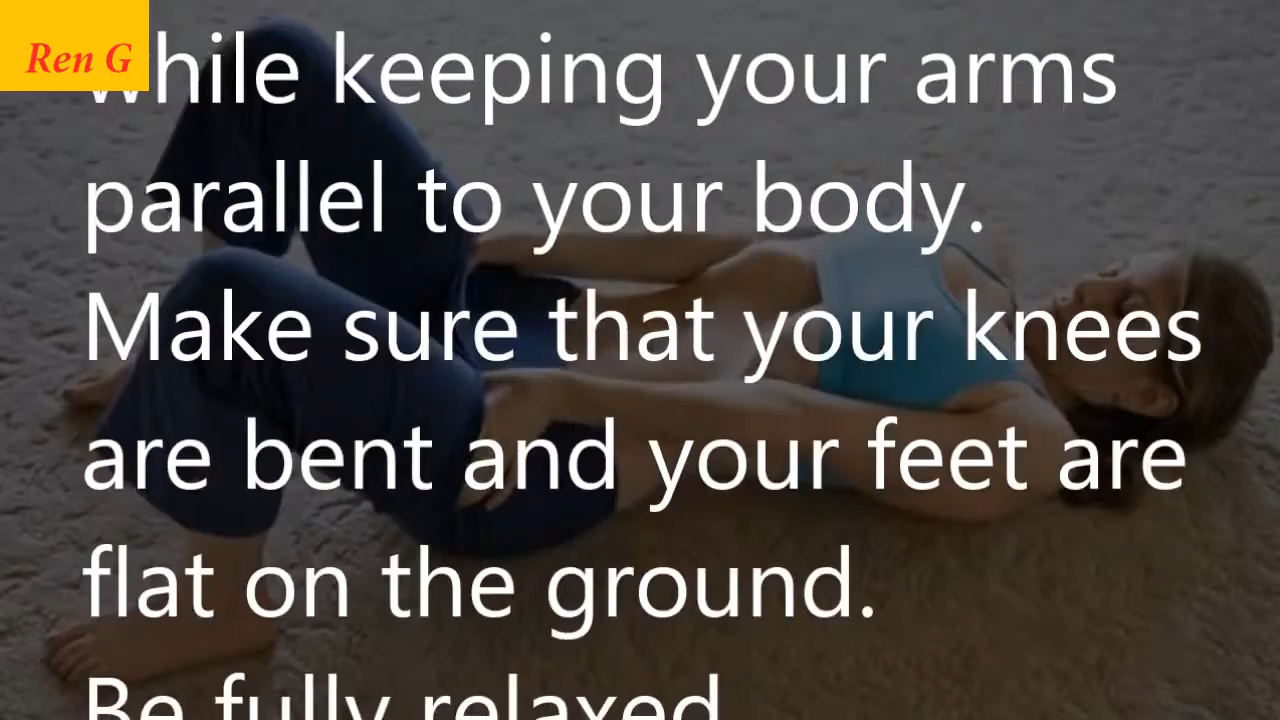 Ren G
while keeping your arms
parallel to your body.
Make sure that your knees
are bent and your feet are
flat on the ground.
Be fully relaxed